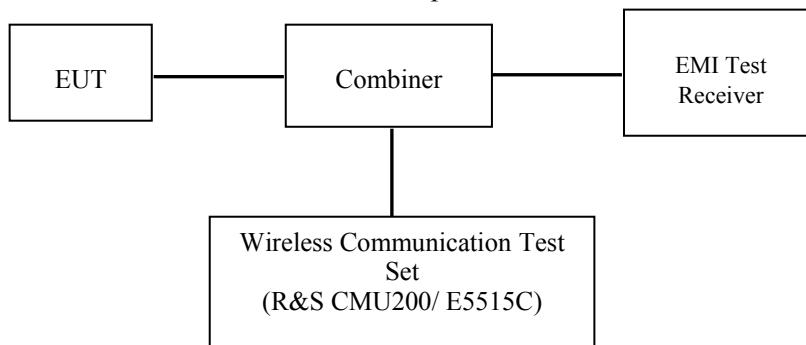 EUT
Combiner
EMI Test
Receiver
Wireless Communication Test
Set
(R&S CMU200/ E5515C)